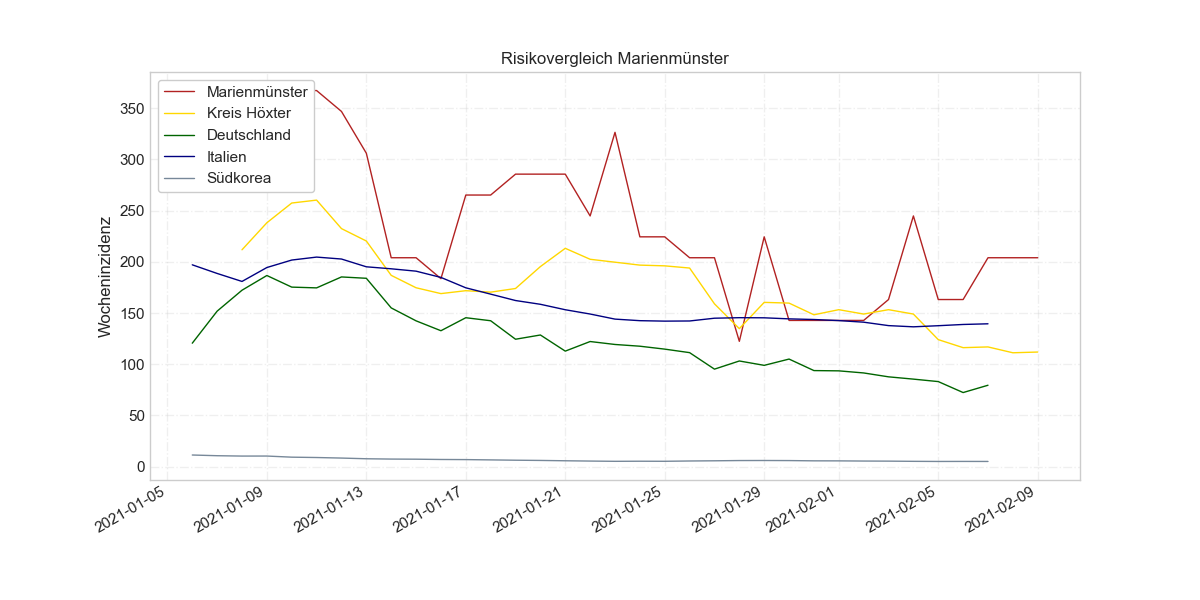 Risikovergleich Marienmünster
Marienmünster
Kreis Höxter
Deutschland
Italien
Südkorea
Wocheninzidenz
350
300
250
200
150
100
50
0
2021-01-05
2021-01-09
2021-01-13
2021-01-17
2021-01-21
2021-01-25
2021-01-29
2021-02-01
2021-02-05
2021-02-09